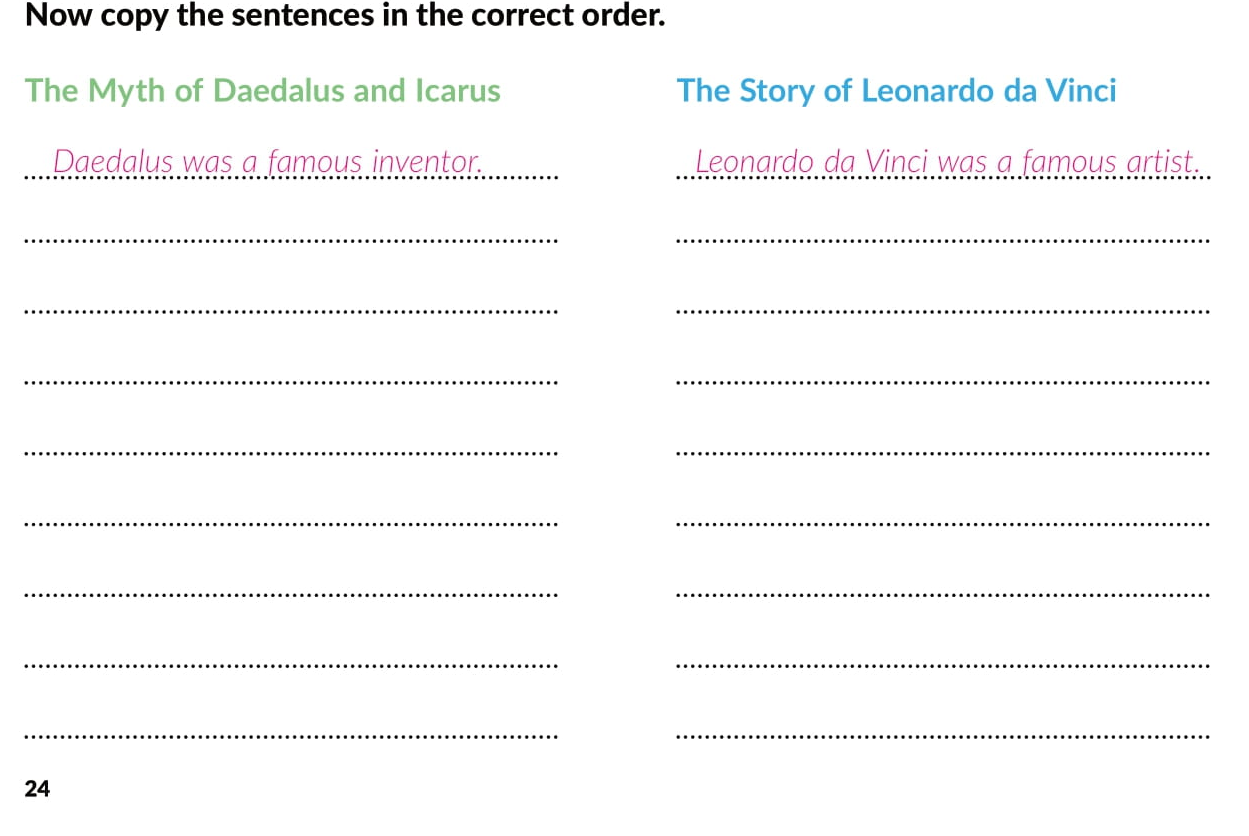 Now copy the sentences in the correct order.
The Myth of Daedalus and Icarus
Daedalus was a famous inventor.
The Story of Leonardo da Vinci
Leonardo da Vinci was a famous artist.
24